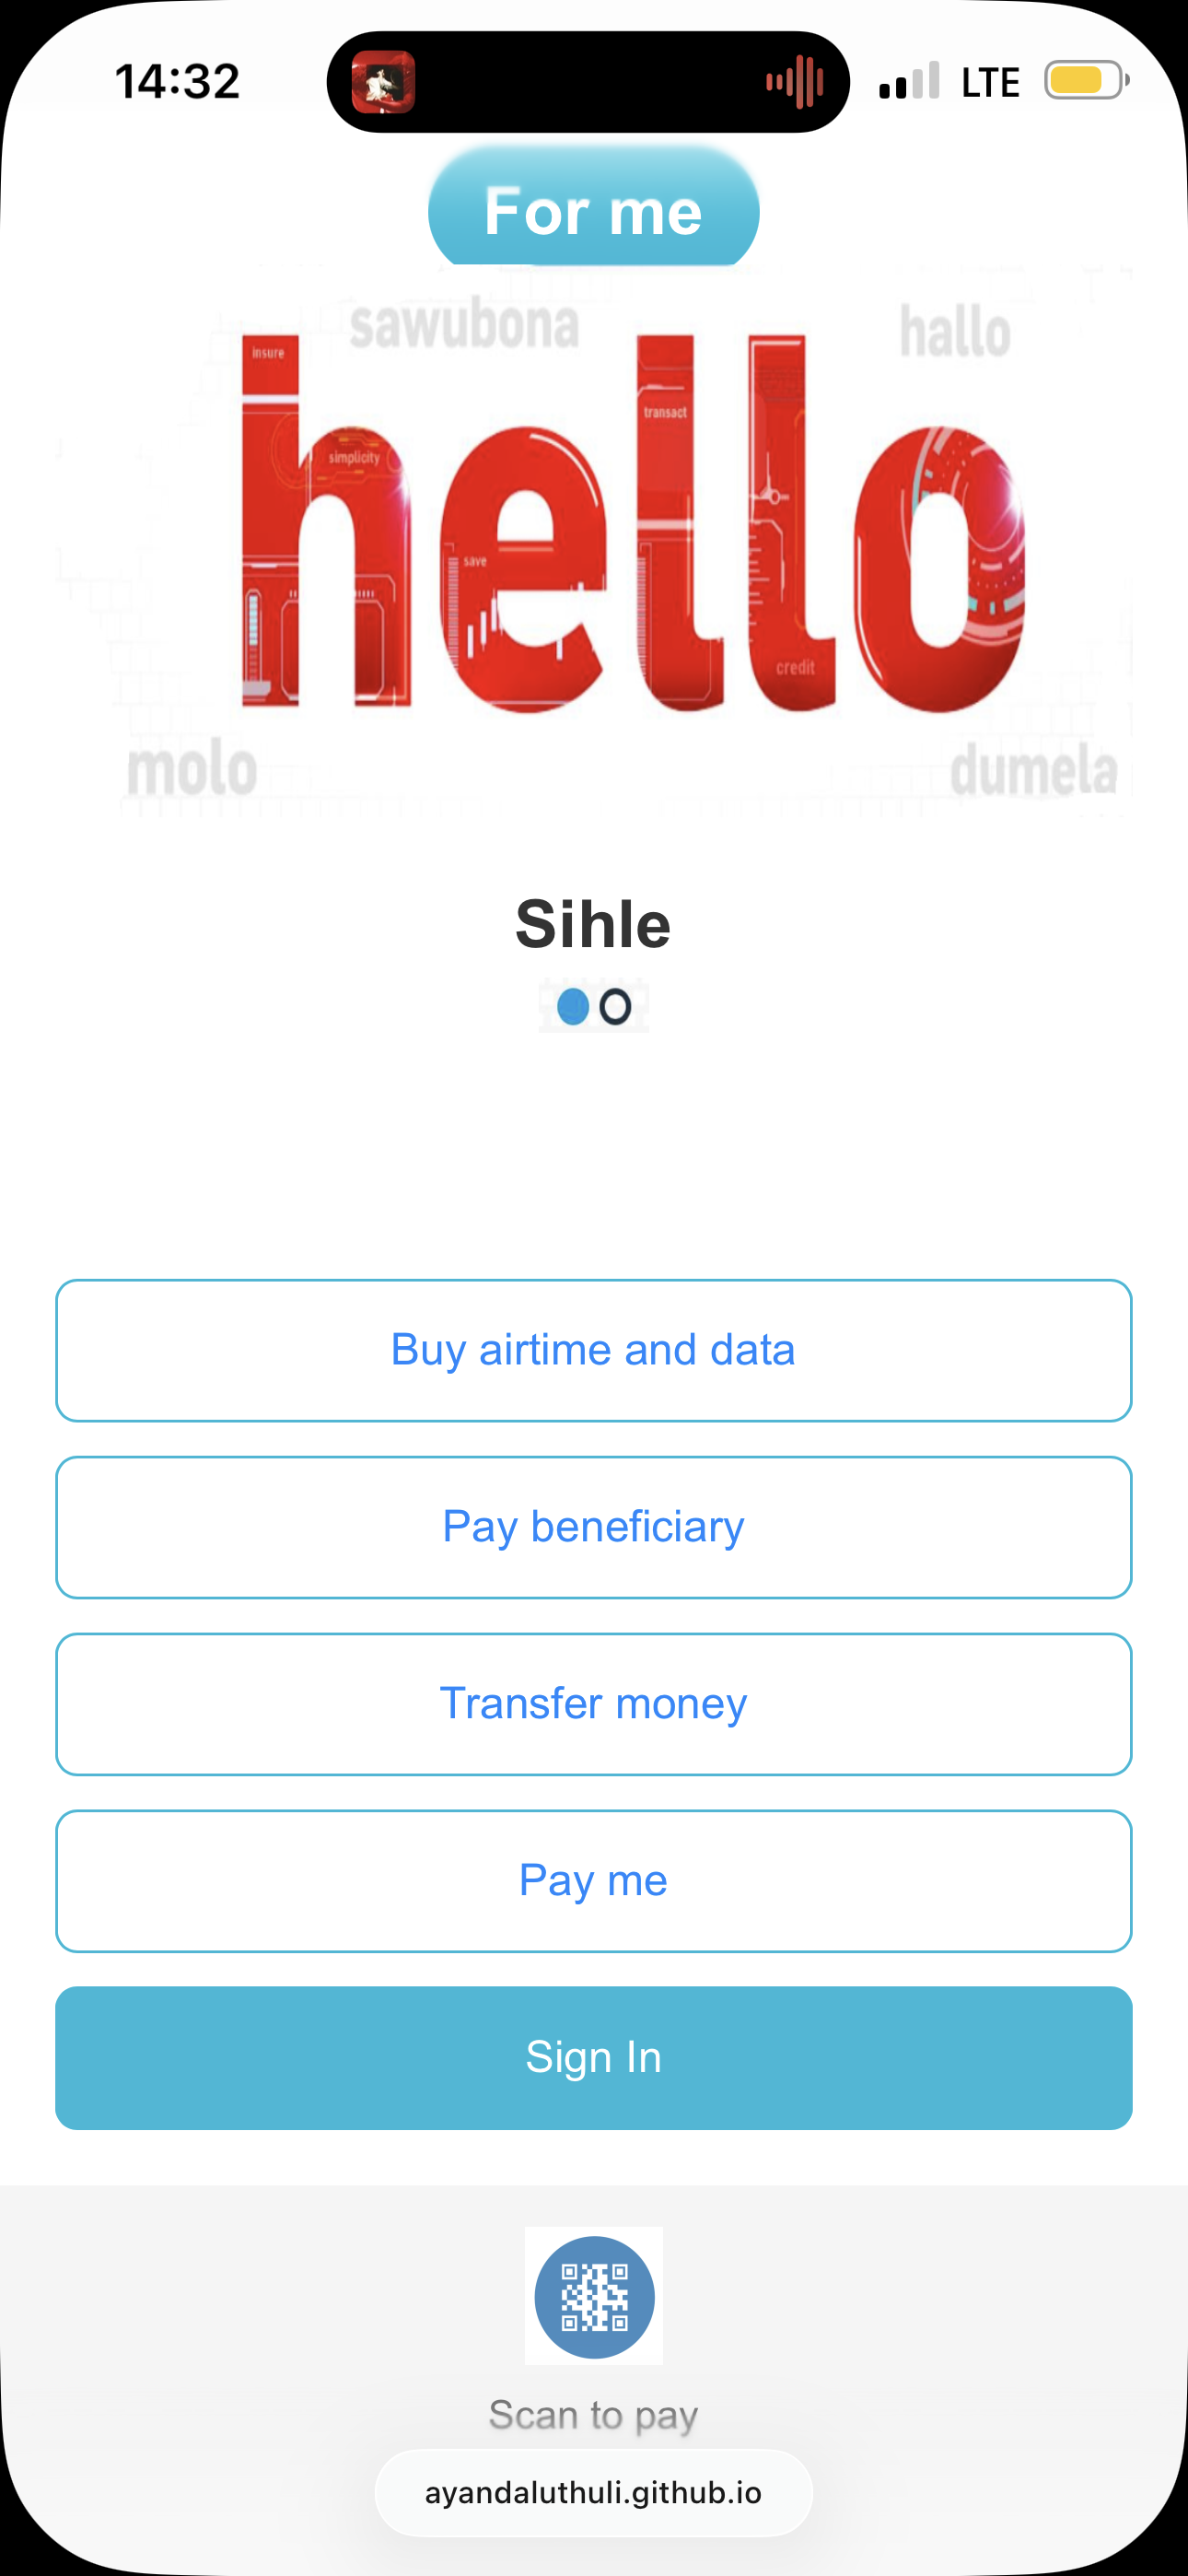 14:32
LTE
For me
sawubona
hallo
insure
transact
simplicity
hello
save
credit
molo
dumela
Sihle
Buy airtime and data
Pay beneficiary
Transfer money
Pay me
Sign In
Scan to pay
ayandaluthuli.github.io